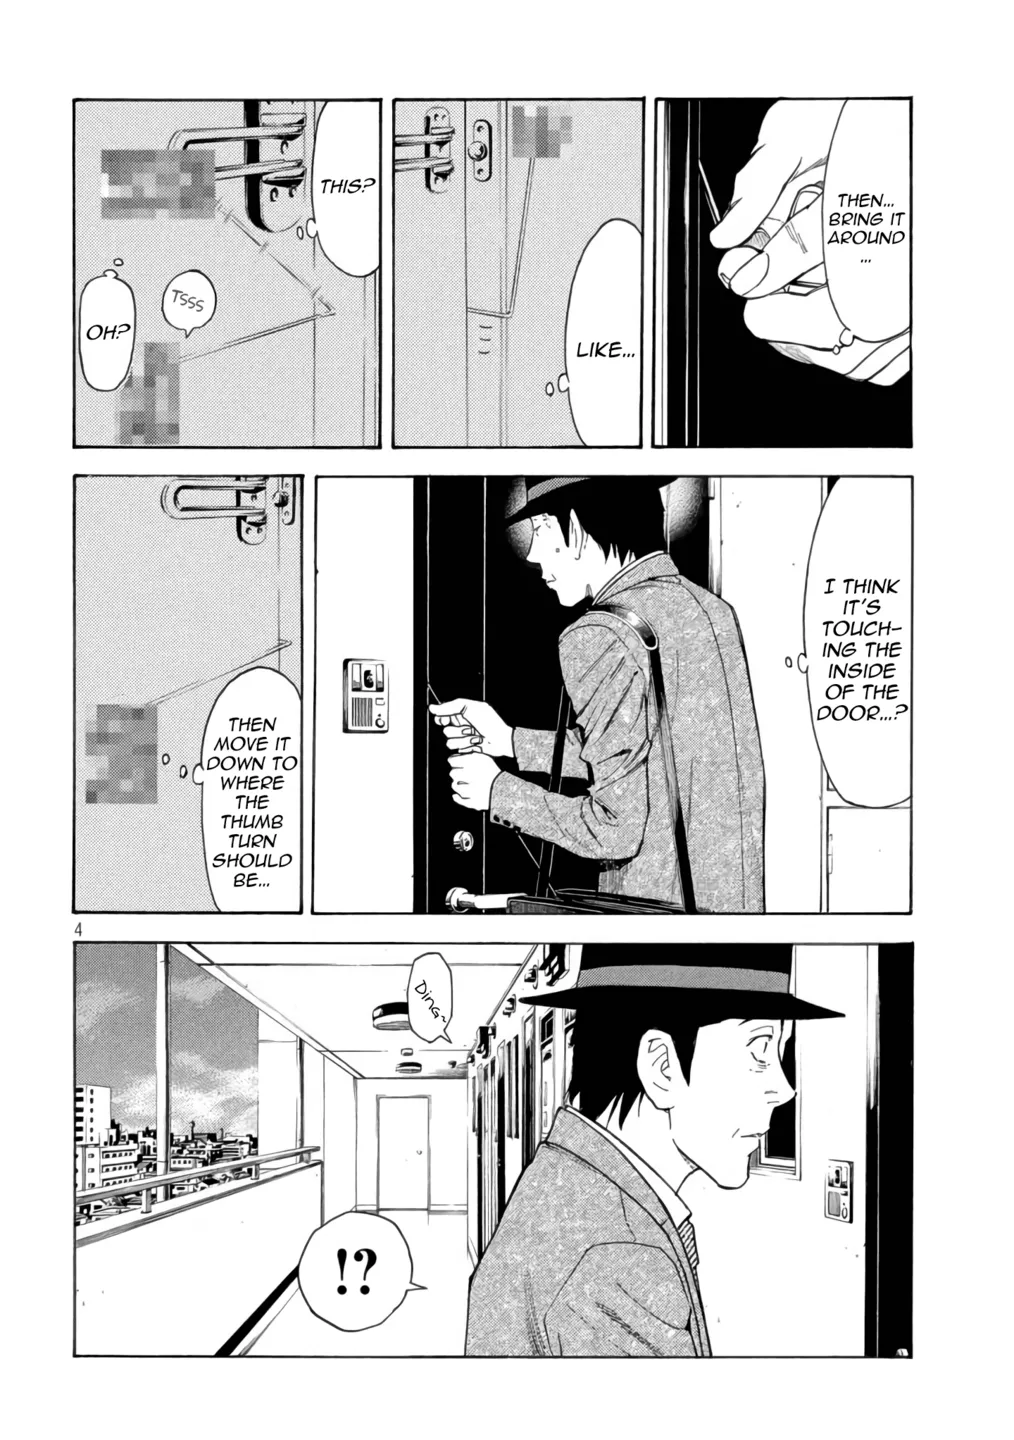 THEN...
BRING IT
AROUND
...
LIKE...
THIS?
TSSS
OH?
I THINK
IT'S
TOUCH-
ING THE
INSIDE
OF THE
DOOR...?
THEN
MOVE IT
DOWN TO
WHERE
THE
THUMB
TURN
SHOULD
BE...
4
DING~
!?